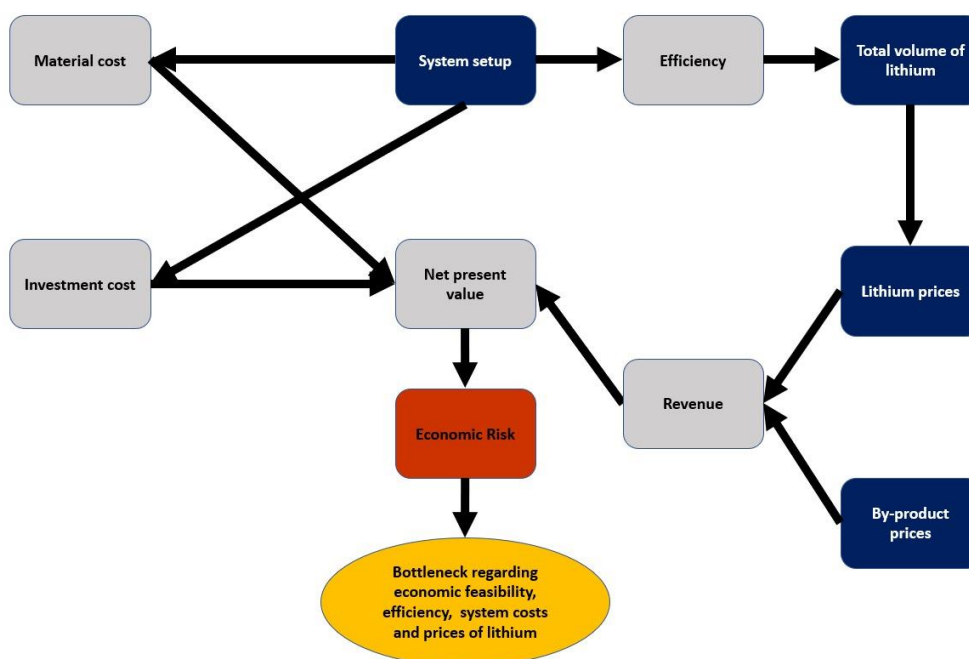 Material cost
System setup
Efficiency
Total volume of
lithium
Investment cost
Net present
value
Lithium prices
Revenue
Economic Risk
By-product
prices
Bottleneck regarding
economic feasibility,
efficiency, system costs
and prices of lithium